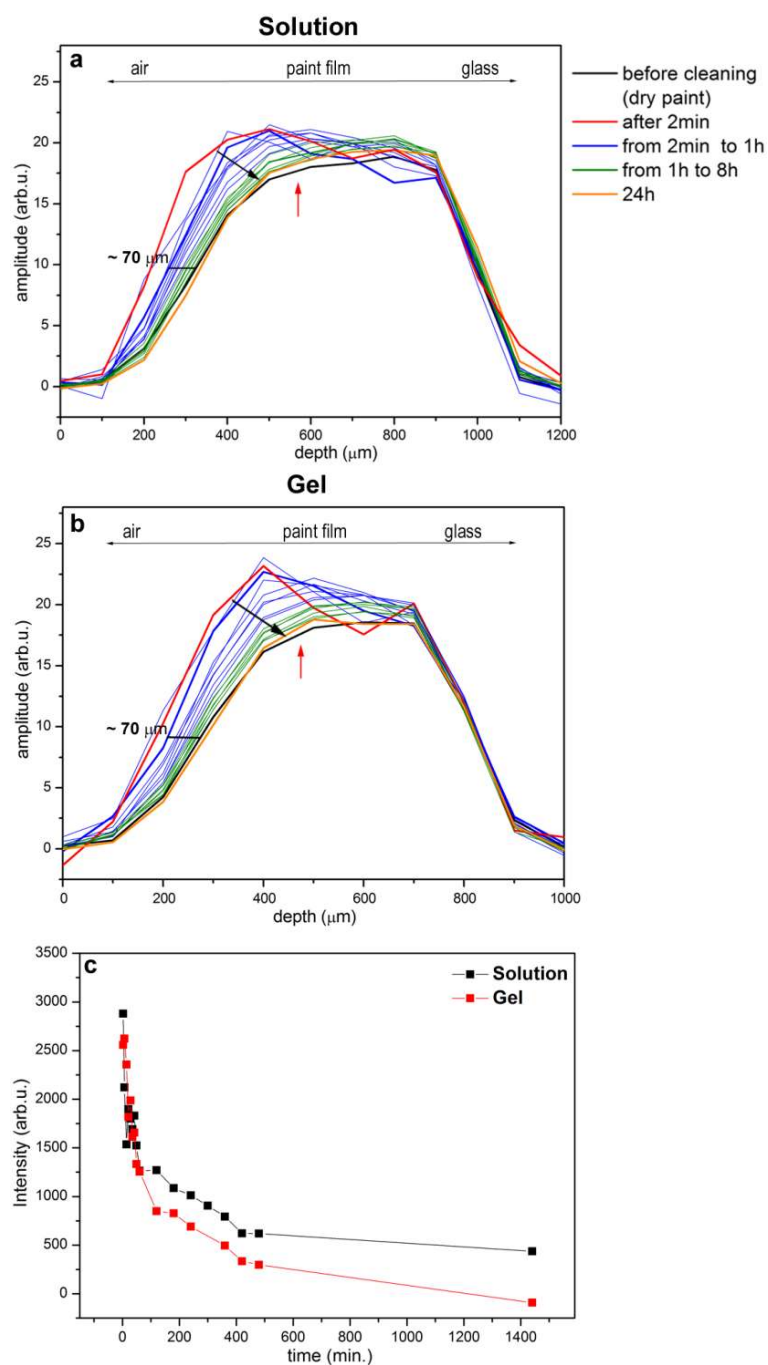 Solution
a
air paint film glass
before cleaning
(dry paint)
after 2min
from 2min to 1h
from 1h to 8h
24h
amplitude (arb.u.)
25
20
15
10
5
0
~ 70 μm
0 200 400 600 800 1000 1200
depth (μm)
Gel
b
air paint film glass
amplitude (arb.u.)
25
20
15
10
5
0
~ 70 μm
0 200 400 600 800 1000
depth (μm)
c
Solution
Gel
Intensity (arb.u.)
3500
3000
2500
2000
1500
1000
500
0
0 200 400 600 800 1000 1200 1400
time (min.)